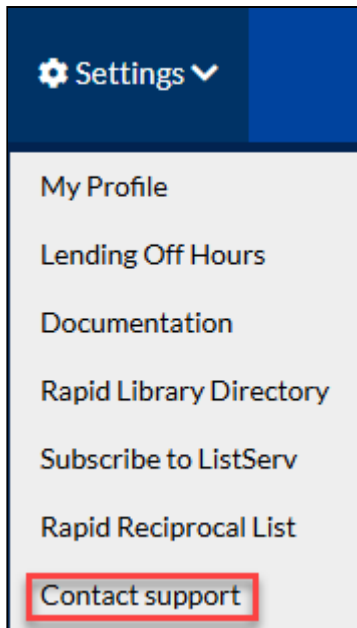 Settings
My Profile
Lending Off Hours
Documentation
Rapid Library Directory
Subscribe to ListServ
Rapid Reciprocal List
Contact support